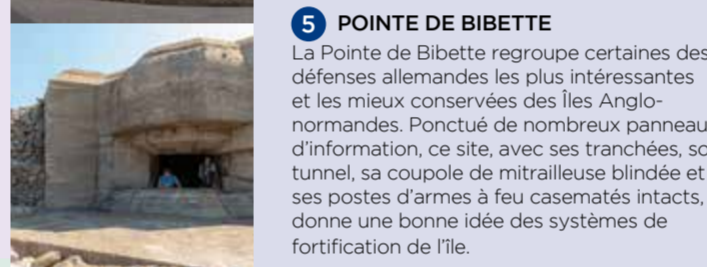 5 POINTE DE BIBETTE
La Pointe de Bibette regroupe certaines des
défenses allemandes les plus intéressantes
et les mieux conservées des Îles Anglo-
normandes. Ponctué de nombreux panneau
d'information, ce site, avec ses tranchées, so
tunnel, sa coupole de mitrailleuse blindée et
ses postes d'armes à feu casematés intacts,
donne une bonne idée des systèmes de
fortification de l'île.